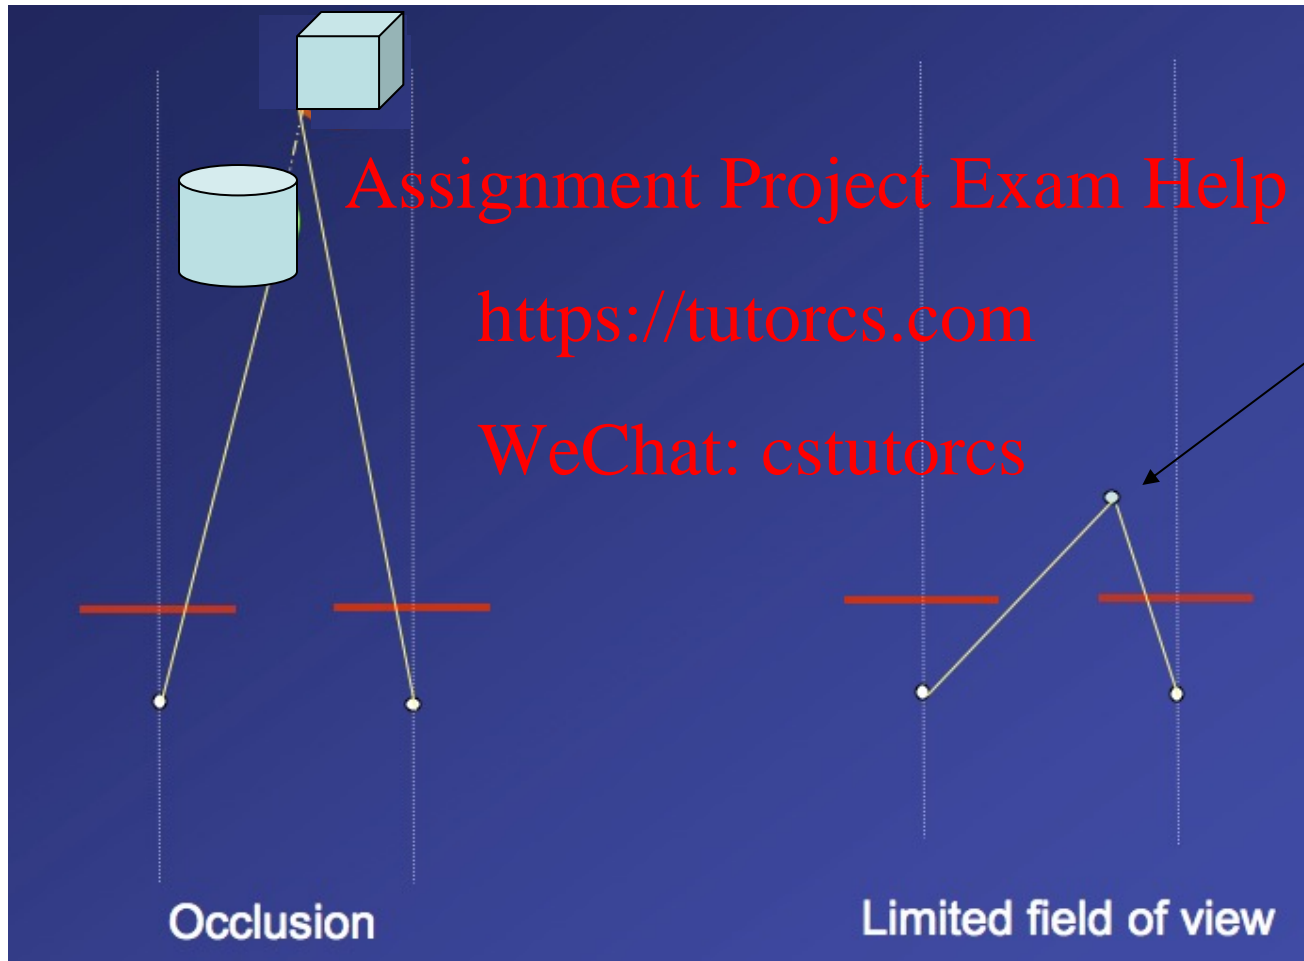 Assignment Project Exam Help
https://tutorcs.com
WeChat: cstutorcs
Occlusion
Limited field of view